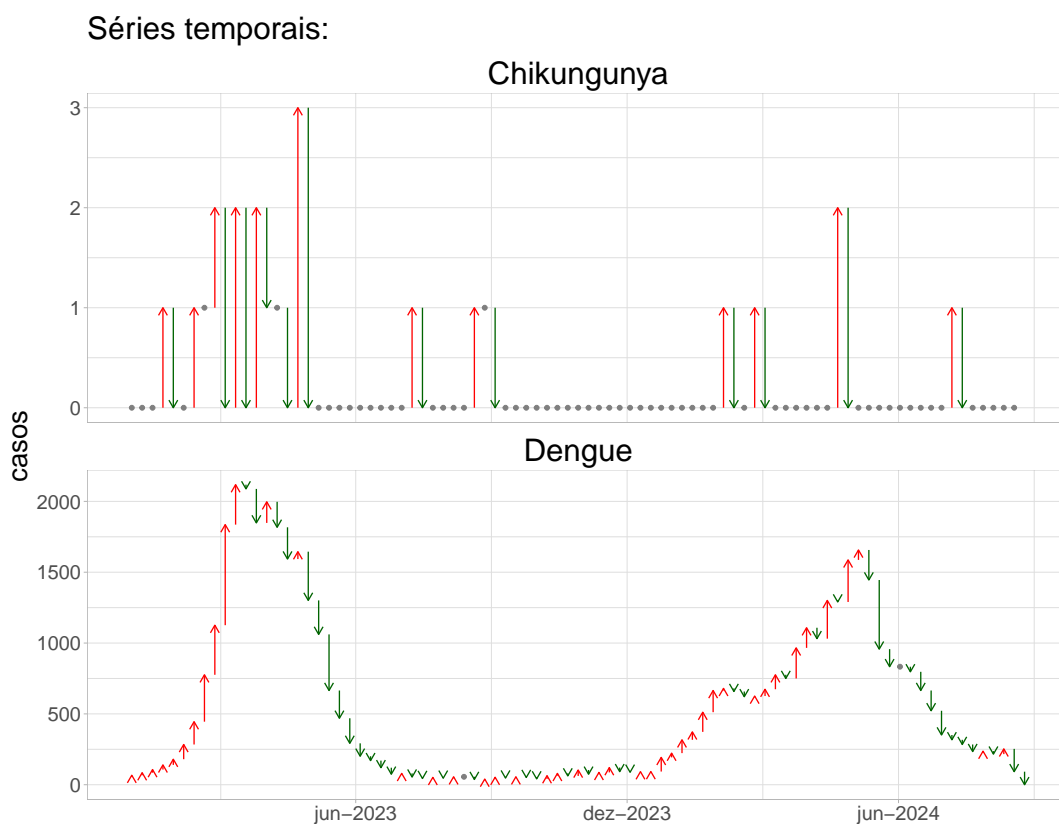 Séries temporais:
Chikungunya
3
2
1
0
casos
Dengue
2000
1500
1000
500
0
jun−2023
dez−2023
jun−2024